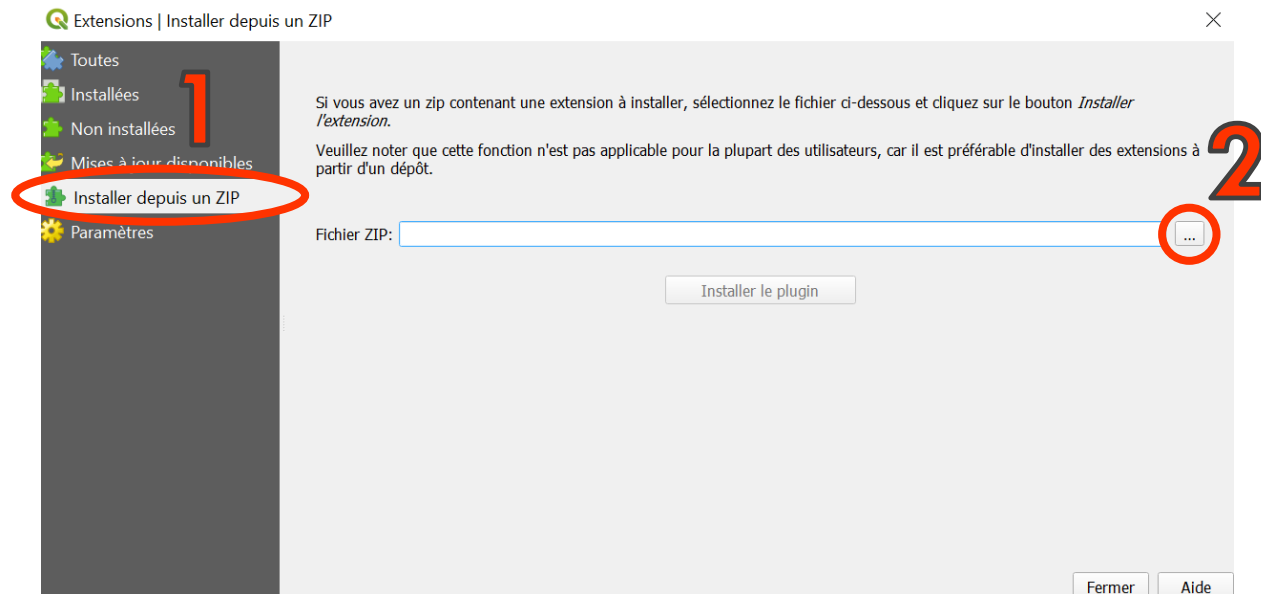 Extensions | Installer depuis un ZIP
Toutes
1
Installées
Non installées
Mises à jour disponibles
Installer depuis un ZIP
Paramètres
Si vous avez un zip contenant une extension à installer, sélectionnez le fichier ci-dessous et cliquez sur le bouton Installer
l'extension.
Veuillez noter que cette fonction n'est pas applicable pour la plupart des utilisateurs, car il est préférable d'installer des extensions à
partir d'un dépôt.
2
Fichier ZIP:
...
Installer le plugin
Fermer
Aide